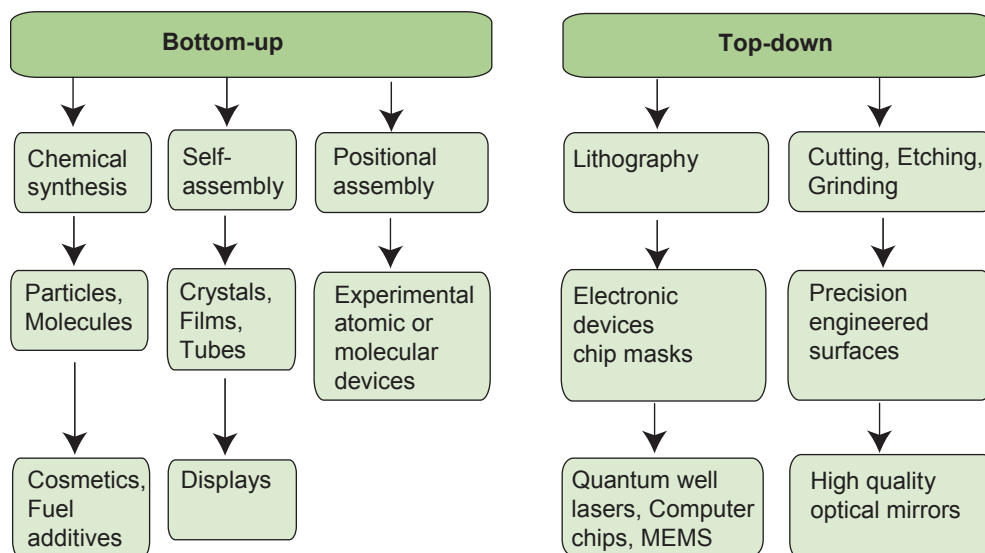 Bottom-up
Chemical
synthesis
Self-
assembly
Positional
assembly
Particles,
Molecules
Crystals,
Films,
Tubes
Experimental
atomic or
molecular
devices
Cosmetics,
Fuel
additives
Displays
Top-down
Lithography
Cutting, Etching,
Grinding
Electronic
devices
chip masks
Precision
engineered
surfaces
Quantum well
lasers, Computer
chips, MEMS
High quality
optical mirrors